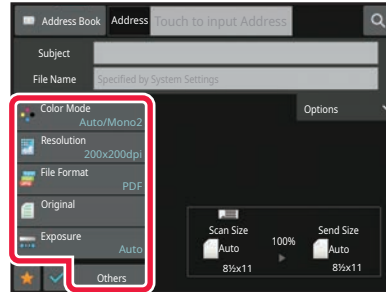 Address Book Address Touch to input Address
Subject
File Name Specified by System Settings
Color Mode
Auto/Mono2
Options
Resolution
200x200dpi
File Format
PDF
Original
Exposure
Auto
Scan Size
Auto
8½x11
100%
Send Size
Auto
8½x11
Others